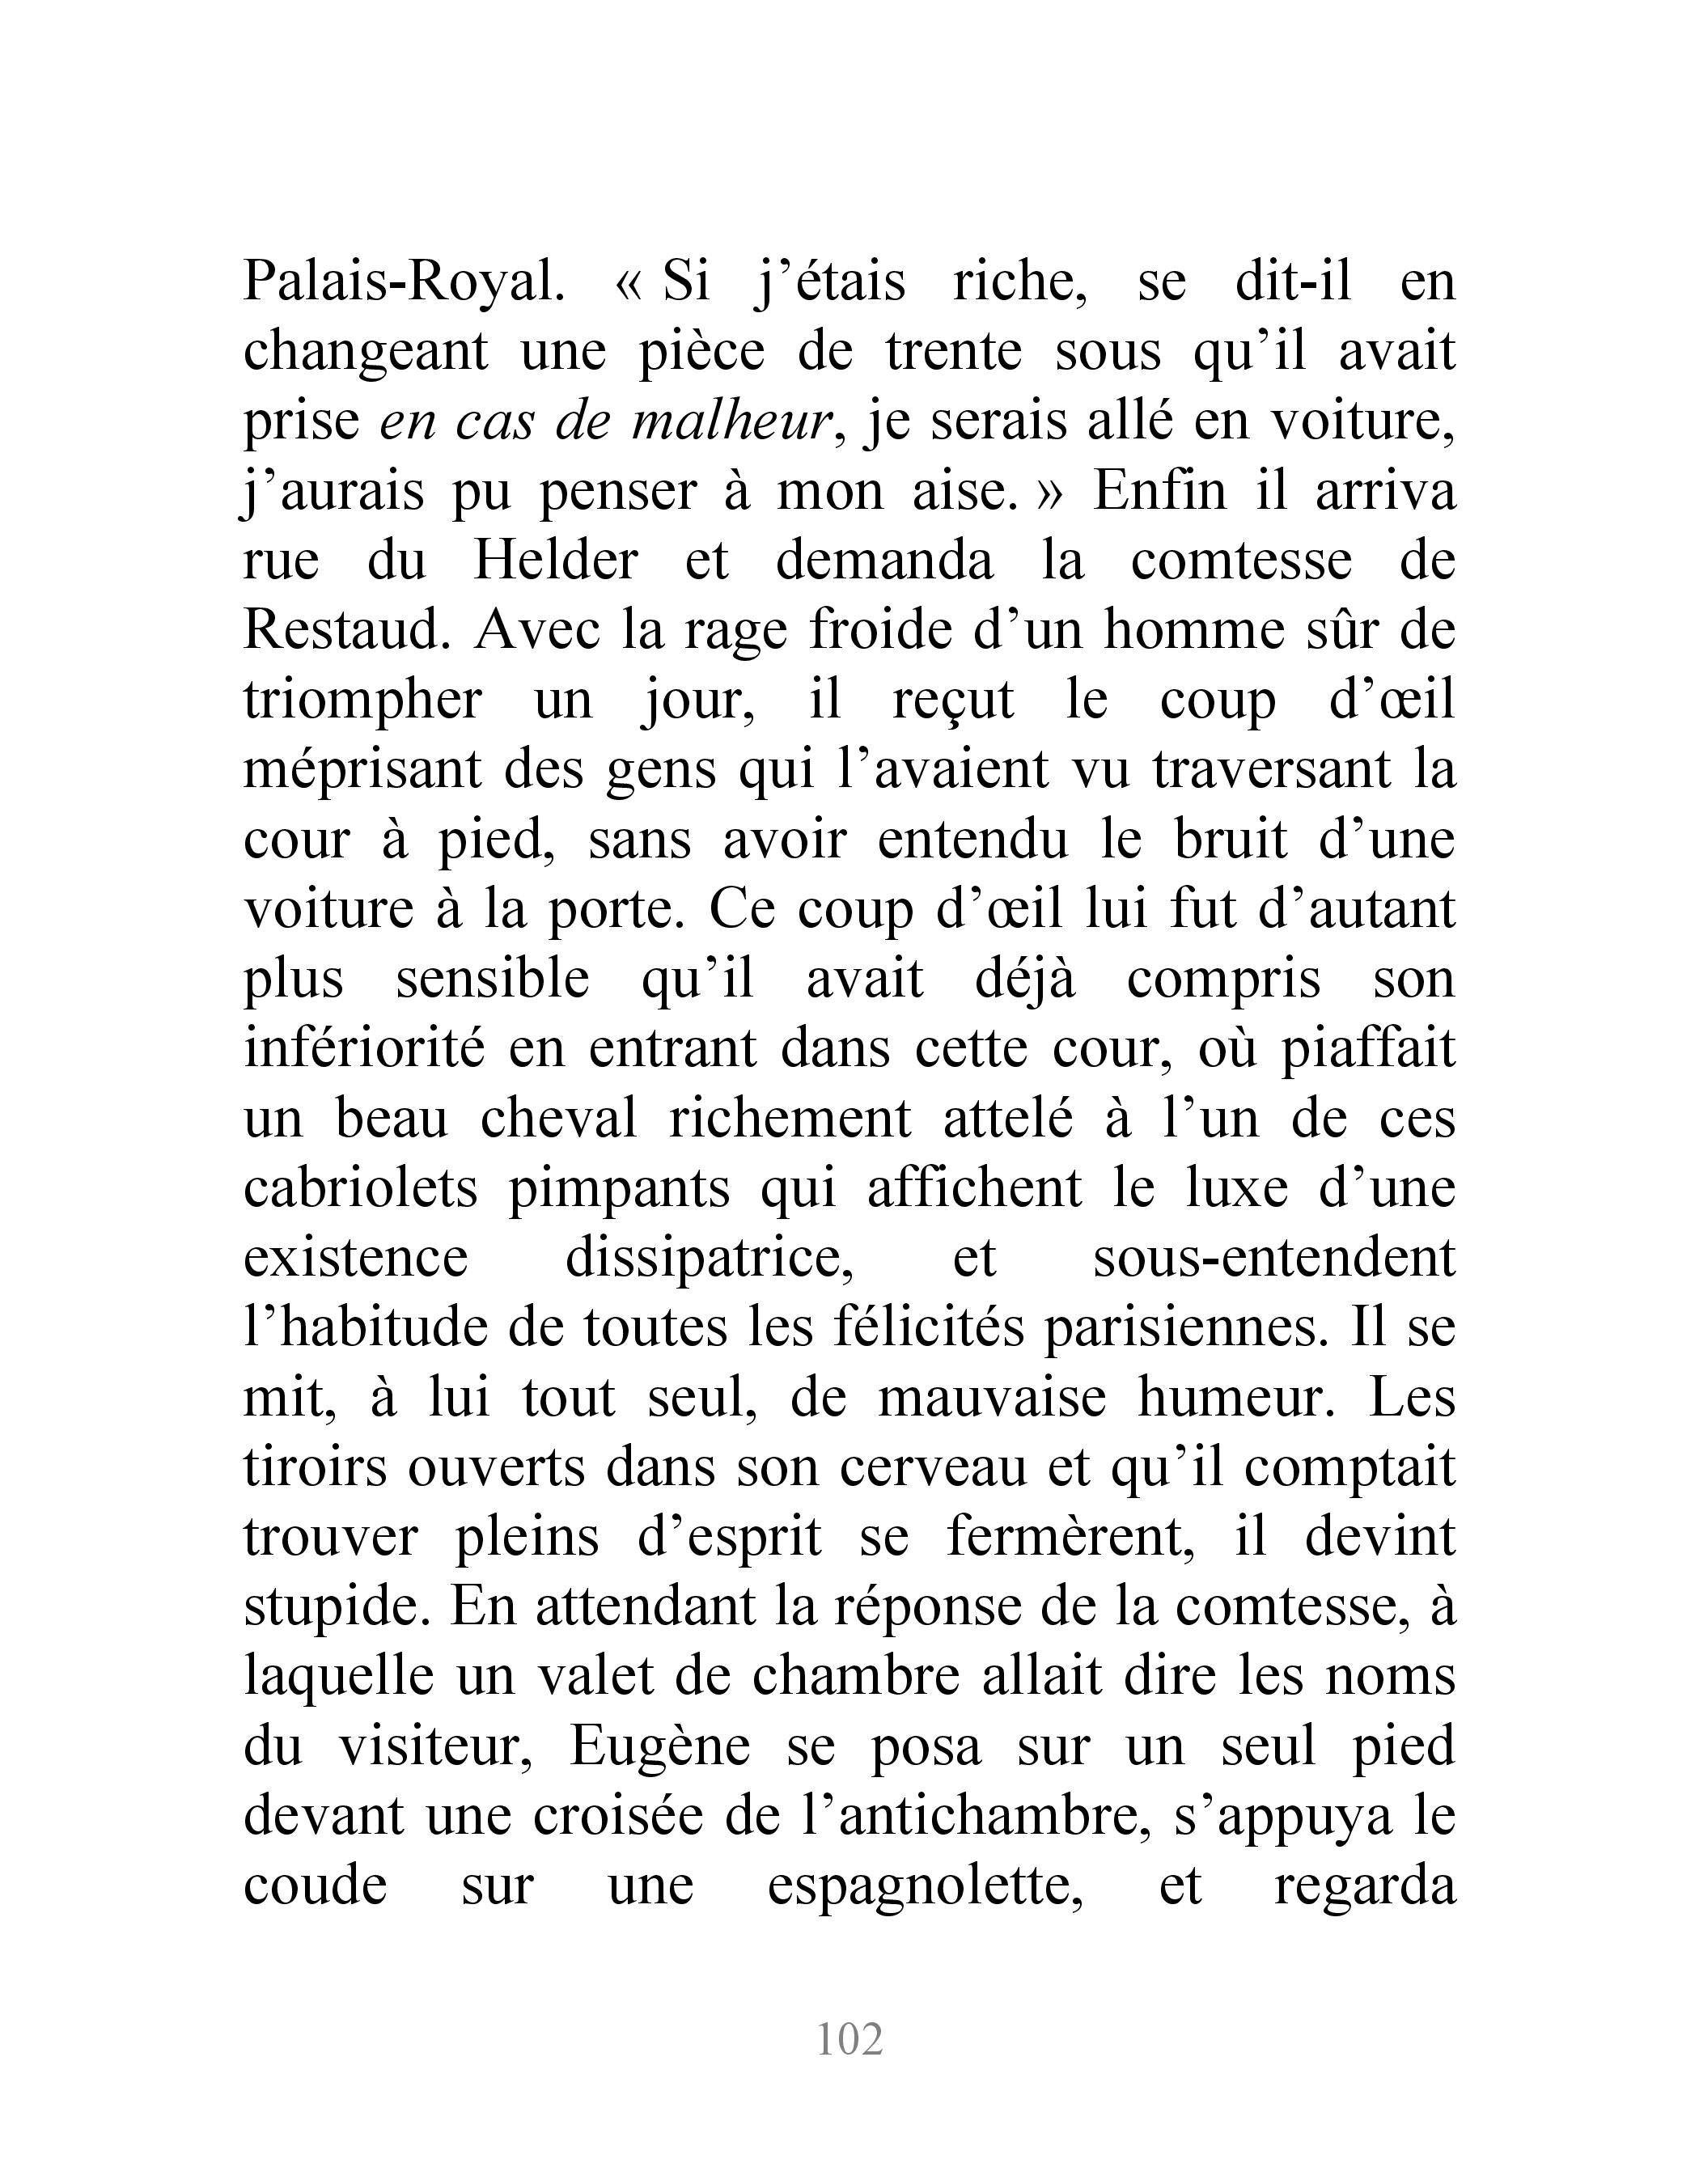 Palais-Royal. « Si j’étais riche, se dit-il en
changeant une pièce de trente sous qu’il avait
prise en cas de malheur, je serais allé en voiture,
j’aurais pu penser à mon aise. » Enfin il arriva
rue du Helder et demanda la comtesse de
Restaud. Avec la rage froide d’un homme sûr de
triompher un jour, il reçut le coup d’œil
méprisant des gens qui l’avaient vu traversant la
cour à pied, sans avoir entendu le bruit d’une
voiture à la porte. Ce coup d’œil lui fut d’autant
plus sensible qu’il avait déjà compris son
infériorité en entrant dans cette cour, où piaffait
un beau cheval richement attelé à l’un de ces
cabriolets pimpants qui affichent le luxe d’une
existence dissipatrice, et sous-entendent
l’habitude de toutes les félicités parisiennes. Il se
mit, à lui tout seul, de mauvaise humeur. Les
tiroirs ouverts dans son cerveau et qu’il comptait
trouver pleins d’esprit se fermèrent, il devint
stupide. En attendant la réponse de la comtesse, à
laquelle un valet de chambre allait dire les noms
du visiteur, Eugène se posa sur un seul pied
devant une croisée de l’antichambre, s’appuya le
coude sur une espagnolette, et regarda
102